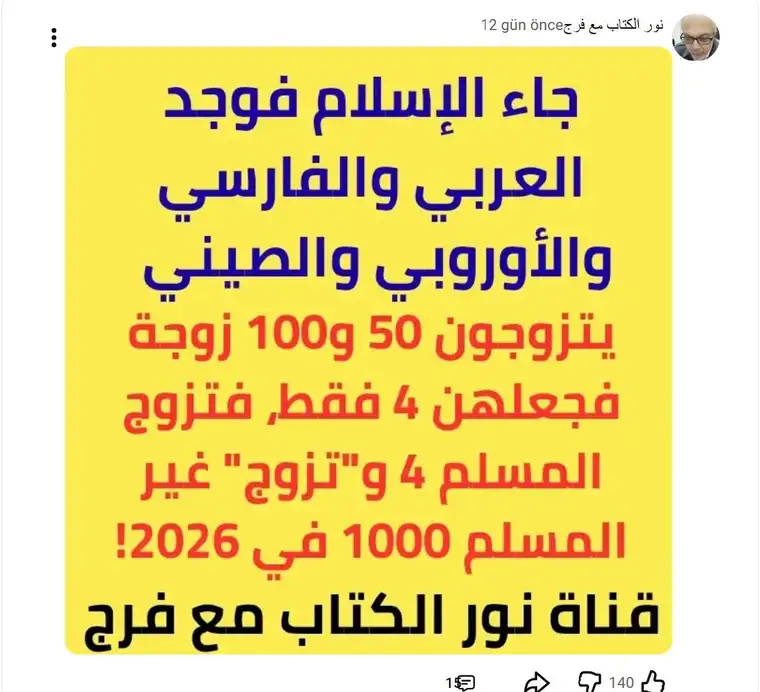 نور الكتاب مع فرج 12 gün önce
جاء الإسلام فوجد
العربي والفارسي
والأوروبي والصيني
يتزوجون 50 و100 زوجة
فجعلهن 4 فقط، فتزوج
المسلم 4 و"تزوج" غير
المسلم 1000 في 2026!
قناة نور الكتاب مع فرج
140 15